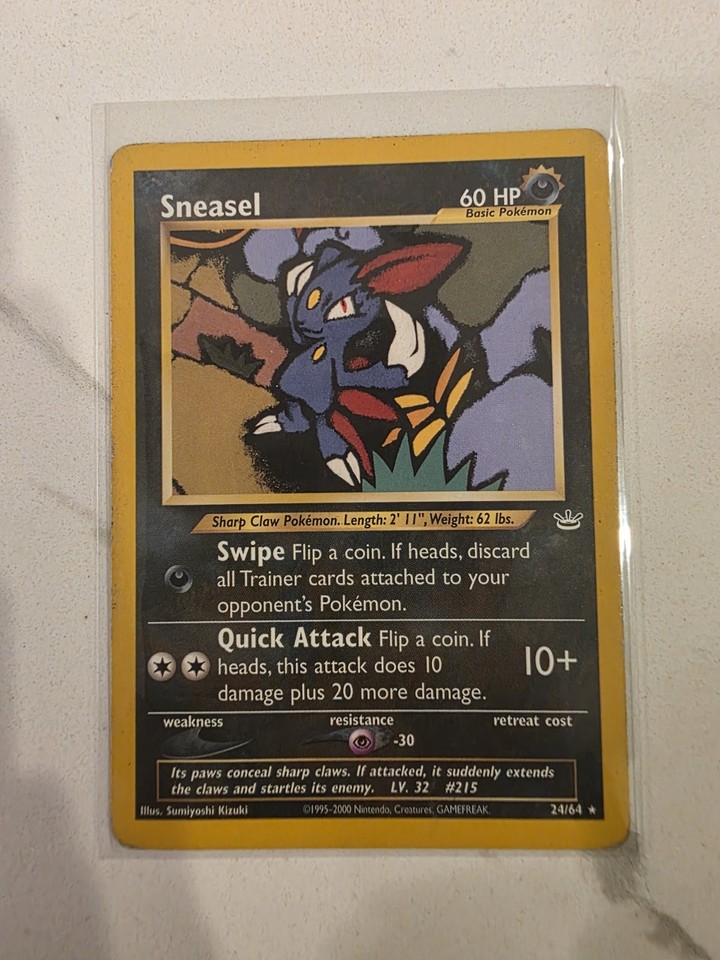 Sneasel
60 HP
Basic Pokémon
Sharp Claw Pokémon. Length: 2' 11", Weight: 62 lbs.
Swipe Flip a coin. If heads, discard
all Trainer cards attached to your
opponent's Pokémon.
Quick Attack Flip a coin. If
heads, this attack does 10
damage plus 20 more damage.
10+
weakness resistance retreat cost
-30
Its paws conceal sharp claws. If attacked, it suddenly extends
the claws and startles its enemy. LV. 32 #215
Illus. Sumiyoshi Kizuki ©1995-2000 Nintendo, Creatures, GAMEFREAK. 24/64 ★